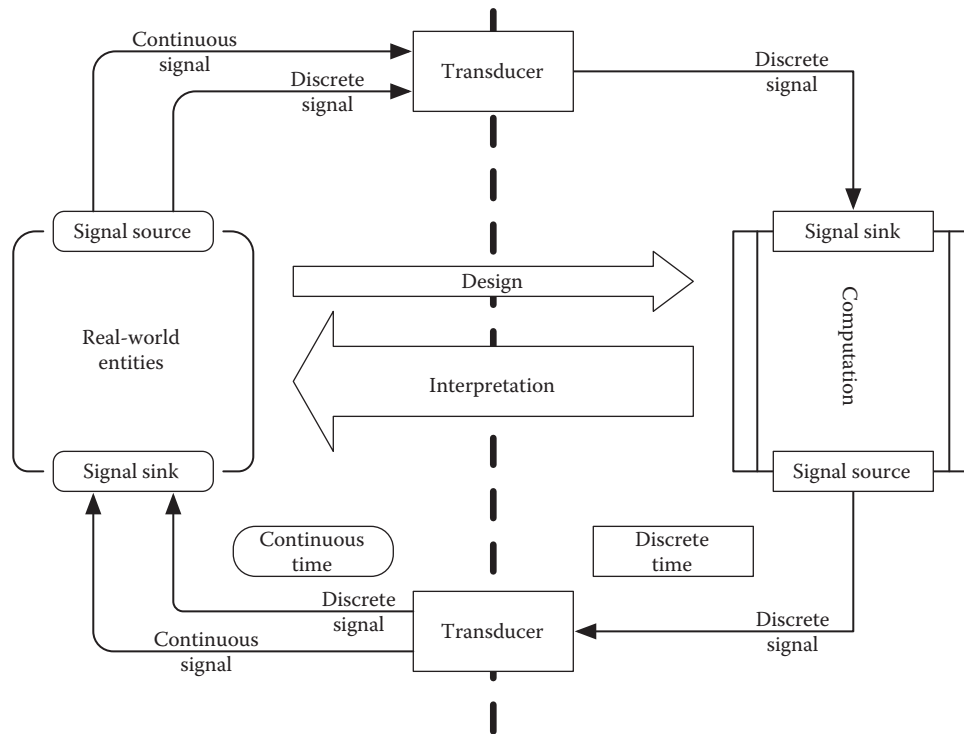 Continuous
signal
Discrete
signal
Transducer
Discrete
signal
Signal source
Signal sink
Real-world
entities
Design
Interpretation
Computation
Signal sink
Signal source
Continuous
time
Discrete
time
Discrete
signal
Continuous
signal
Transducer
Discrete
signal